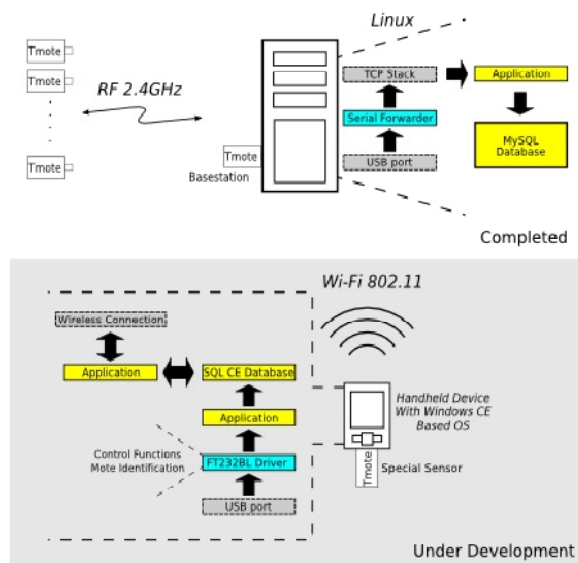 Linux
Tmote
Tmote
RF 2.4GHz
Tmote
Tmote
Basestation
TCP Stack
Application
Serial Forwarder
MySQL
Database
USB port
Completed
Wi-Fi 802.11
Wireless Connection
Application
SQL CE Database
Application
Handheld Device
With Windows CE
Based OS
Control Functions
Mote Identification
FT232BL Driver
Tmote
Special Sensor
USB port
Under Development